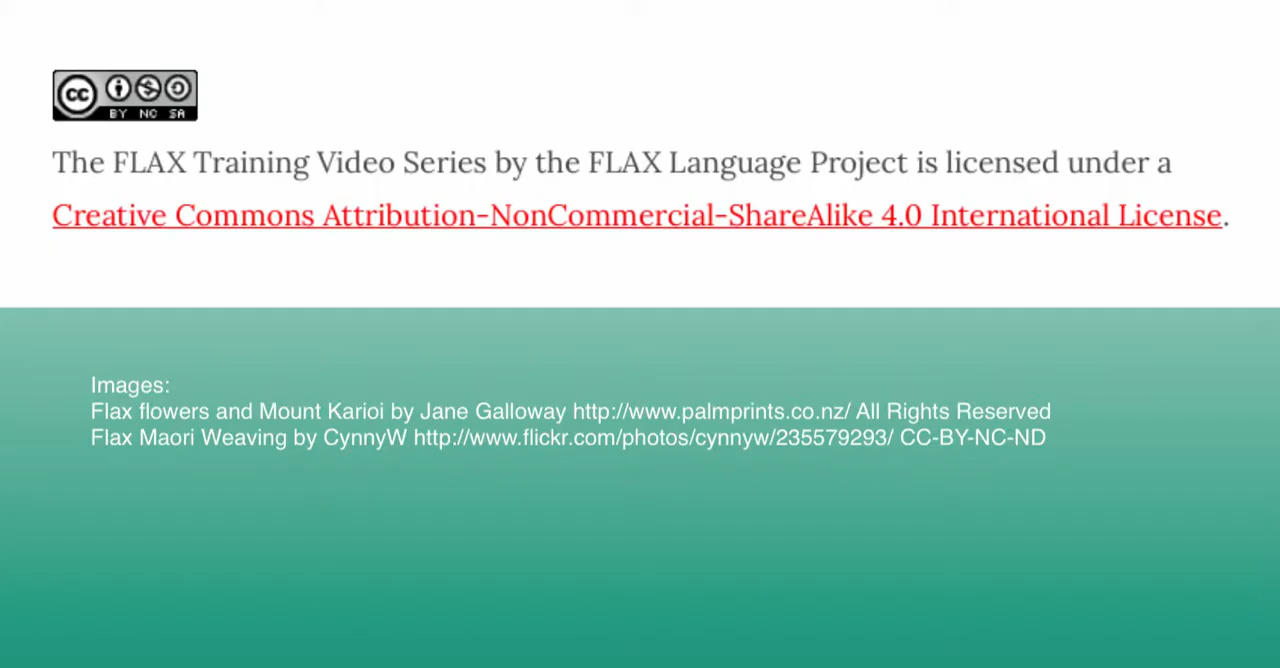 cc
BY NC SA
The FLAX Training Video Series by the FLAX Language Project is licensed under a
Creative Commons Attribution-NonCommercial-ShareAlike 4.0 International License.
Images:
Flax flowers and Mount Karioi by Jane Galloway http://www.palmprints.co.nz/ All Rights Reserved
Flax Maori Weaving by CynnyW http://www.flickr.com/photos/cynnyw/235579293/ CC-BY-NC-ND